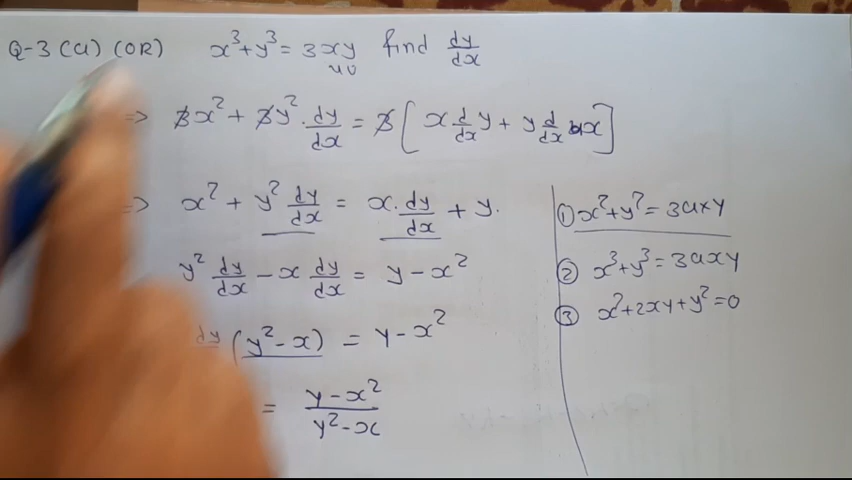 Q-3 (a) (OR) x³+y³ = 3xy find dy/dx
uv
=> 3x² + 3y² . dy/dx = 3 [ x d/dx y + y d/dx x ]
=> x² + y² dy/dx = x . dy/dx + y.
y² dy/dx - x dy/dx = y - x²
dy (y² - x) = y - x²
= y - x² / y² - x
① x²+y² = 3axy
② x³+y³ = 3axy
③ x²+2xy+y² = 0